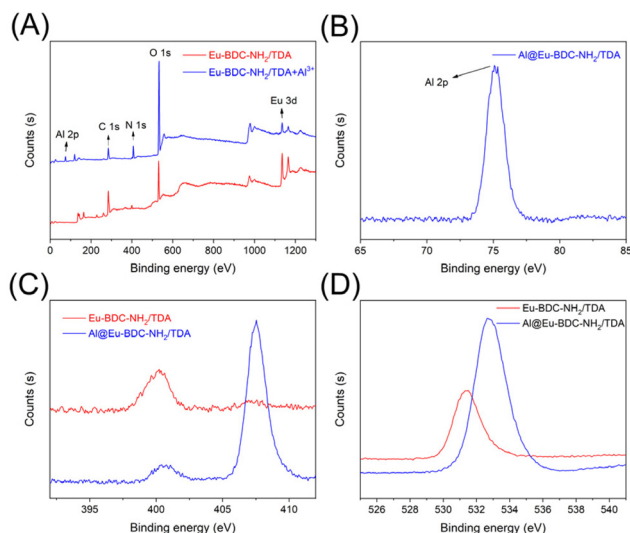 (A)
O 1s
Eu-BDC-NH₂/TDA
Eu-BDC-NH₂/TDA+Al³⁺
Al 2p
C 1s
N 1s
Eu 3d
Counts (s)
0 200 400 600 800 1000 1200
Binding energy (eV)
(B)
Al@Eu-BDC-NH₂/TDA
Al 2p
Counts (s)
65 70 75 80 85
Binding energy (eV)
(C)
Eu-BDC-NH₂/TDA
Al@Eu-BDC-NH₂/TDA
Counts (s)
395 400 405 410
Binding energy (eV)
(D)
Eu-BDC-NH₂/TDA
Al@Eu-BDC-NH₂/TDA
Counts (s)
526 528 530 532 534 536 538 540
Binding energy (eV)